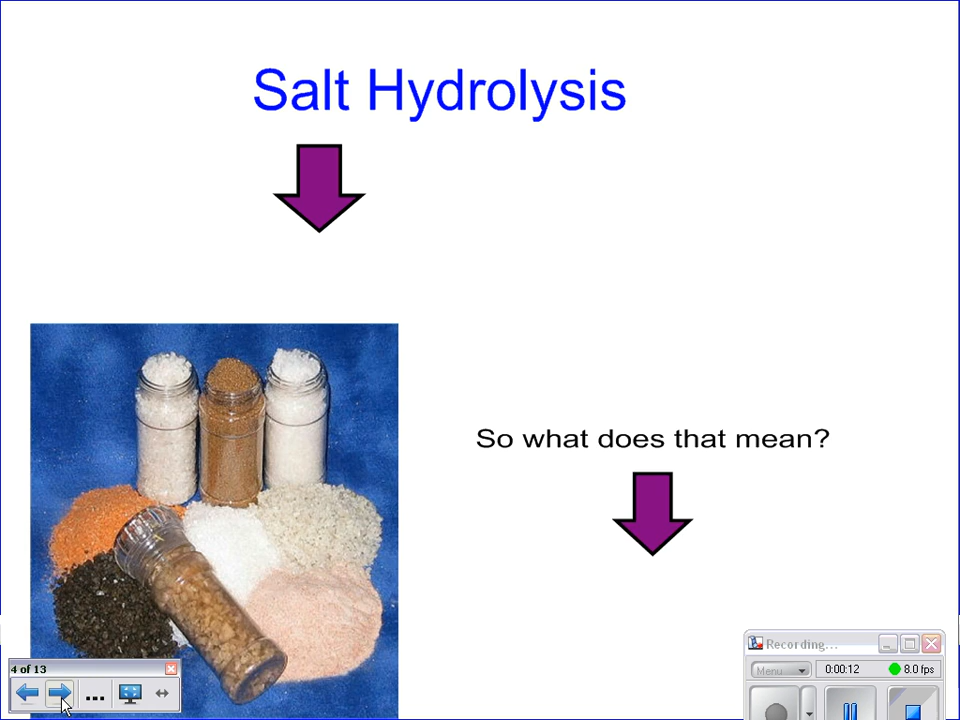 Salt Hydrolysis
So what does that mean?
4 of 13
...
Recording...
Menu
0:00:12
8.0 fps